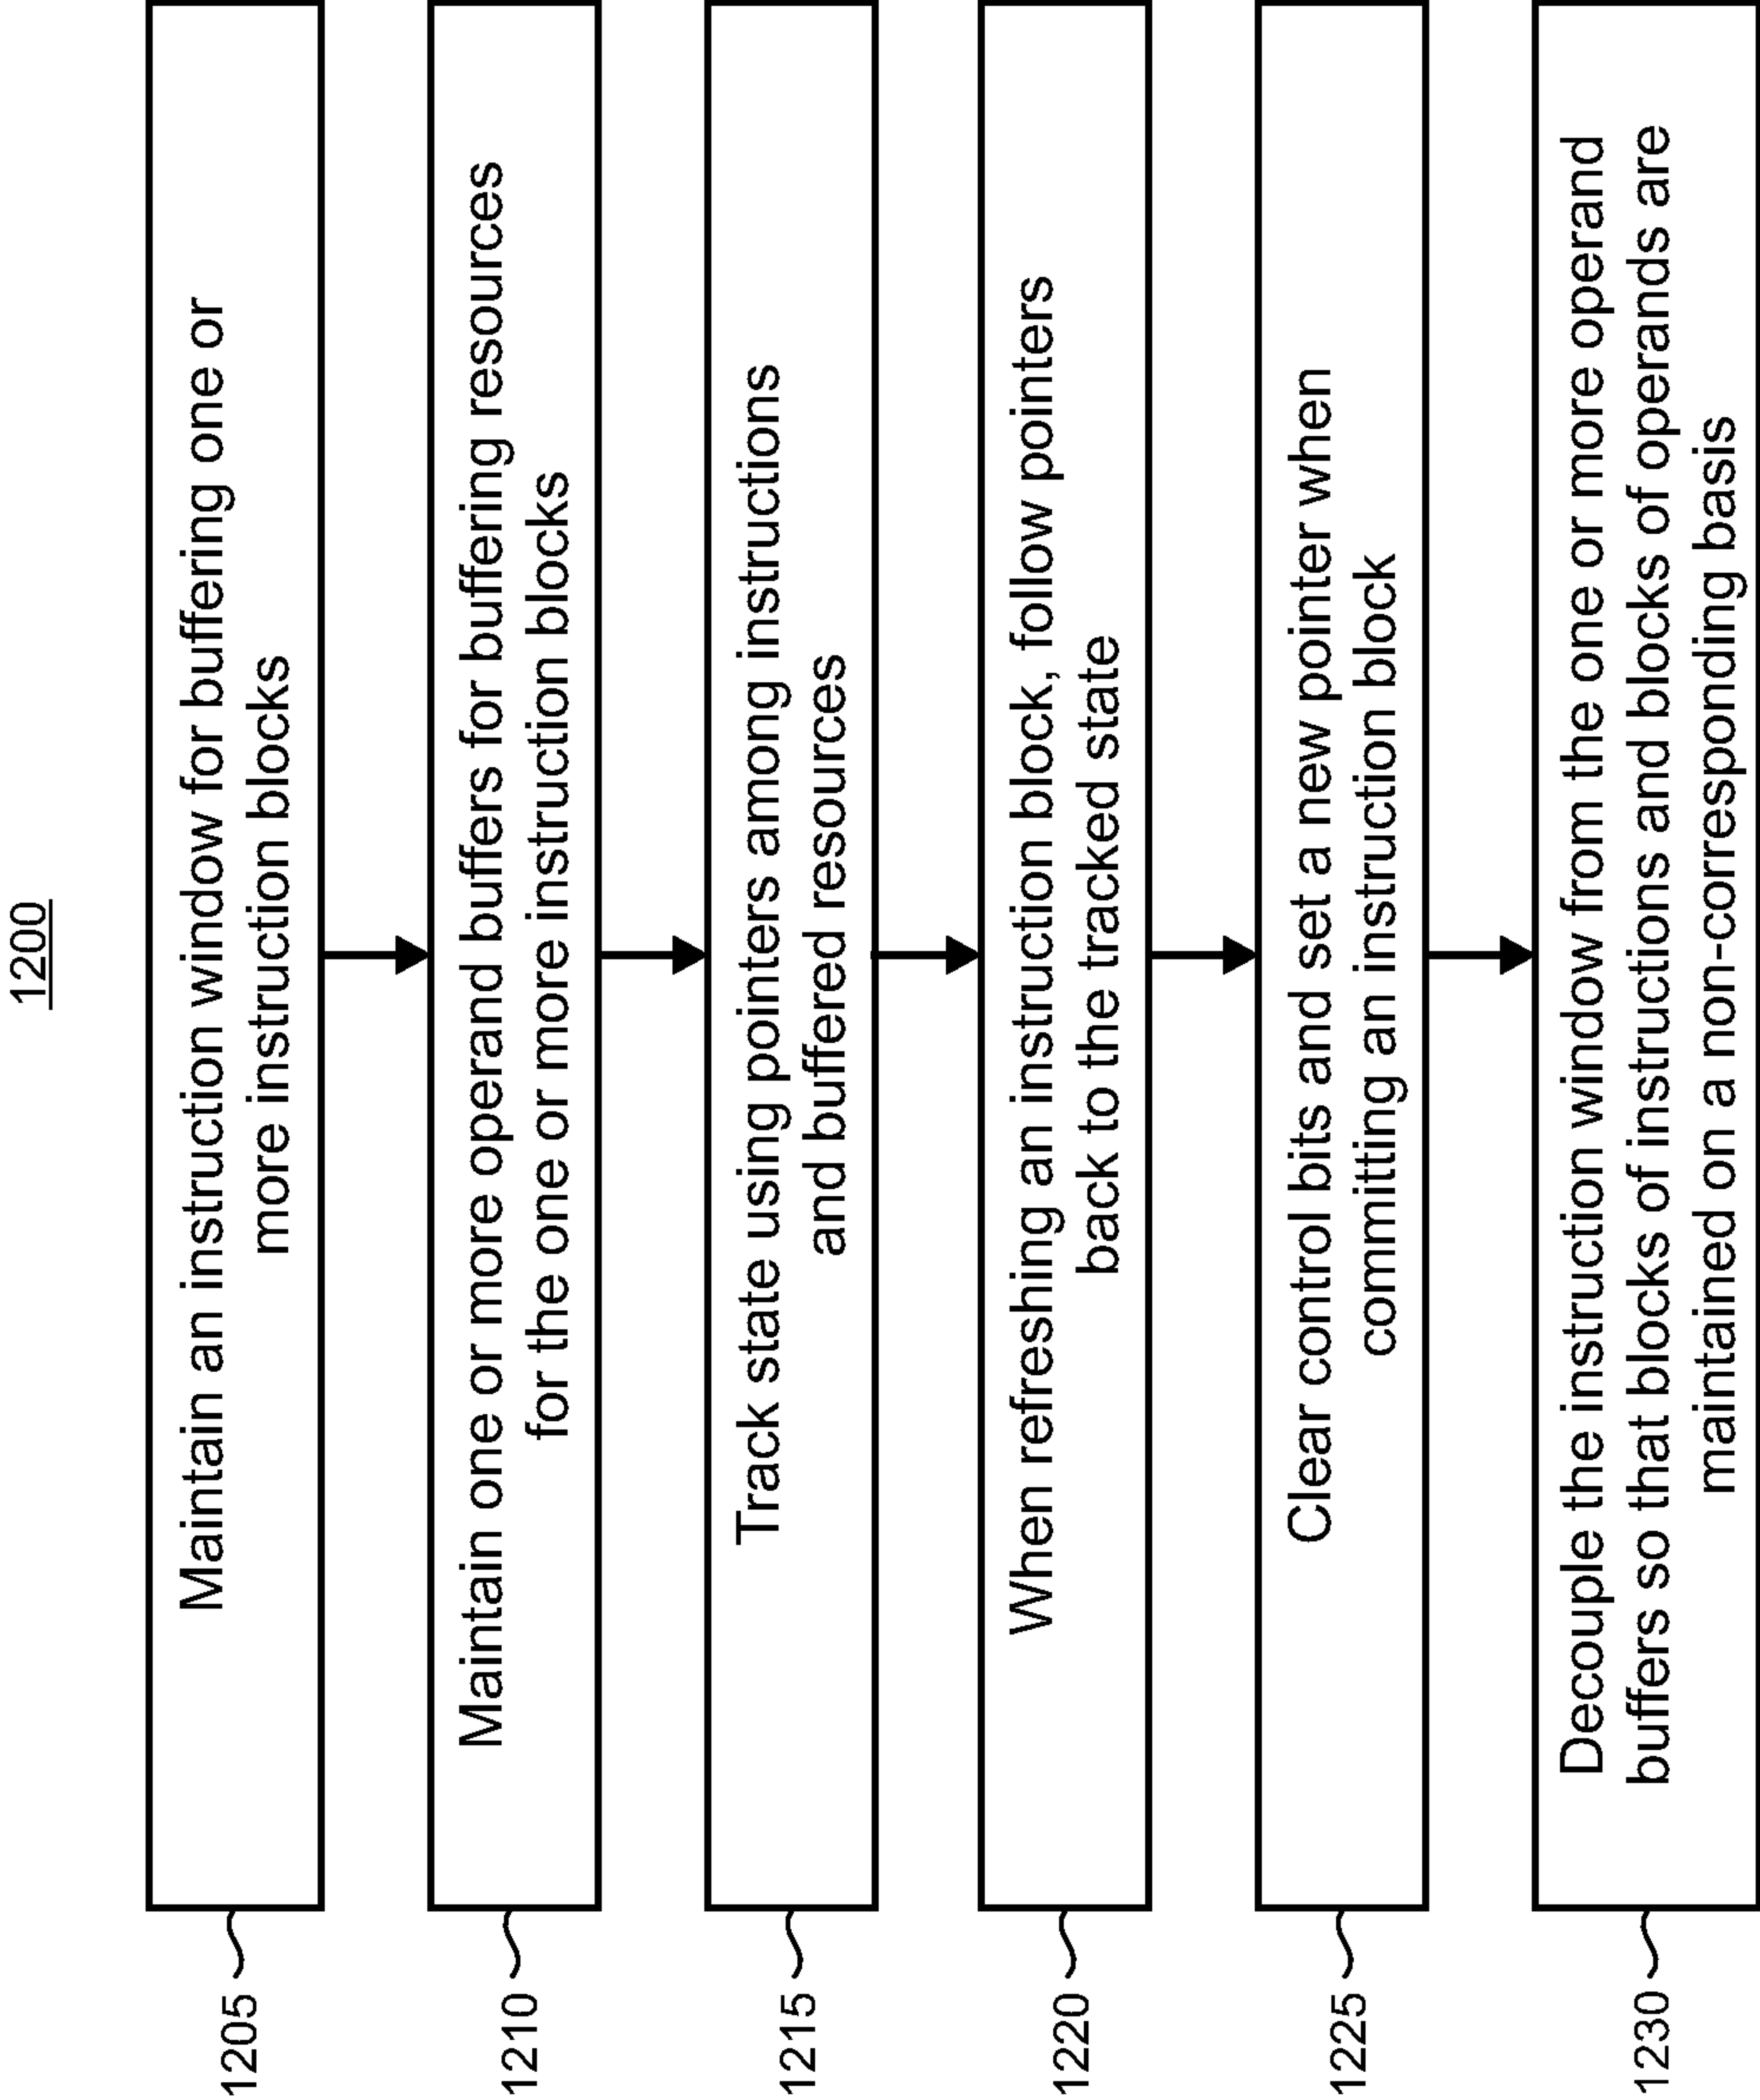 1200
1205
Maintain an instruction window for buffering one or
more instruction blocks
1210
Maintain one or more operand buffers for buffering resources
for the one or more instruction blocks
1215
Track state using pointers among instructions
and buffered resources
1220
When refreshing an instruction block, follow pointers
back to the tracked state
1225
Clear control bits and set a new pointer when
committing an instruction block
1230
Decouple the instruction window from the one or more operand
buffers so that blocks of instructions and blocks of operands are
maintained on a non-corresponding basis